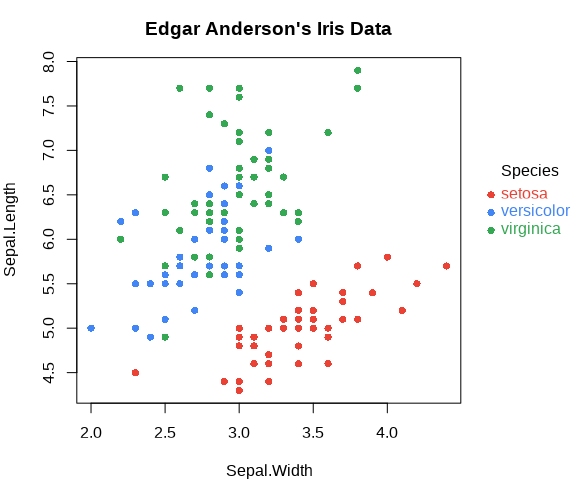 Edgar Anderson's Iris Data
8.0
7.5
7.0
6.5
6.0
5.5
5.0
4.5
Sepal.Length
2.0 2.5 3.0 3.5 4.0
Sepal.Width
Species
setosa
versicolor
virginica